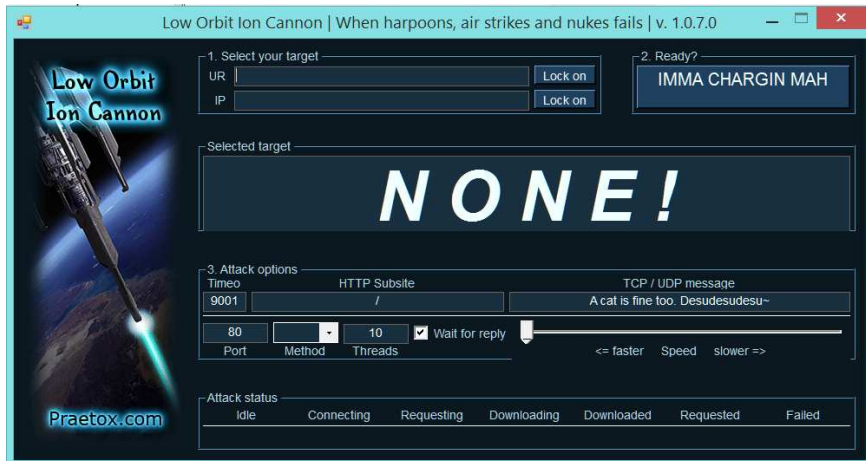 Low Orbit Ion Cannon | When harpoons, air strikes and nukes fails | v. 1.0.7.0
Low Orbit
Ion Cannon
1. Select your target
UR
Lock on
IP
Lock on
2. Ready?
IMMA CHARGIN MAH
Selected target
NONE!
3. Attack options
Timeo HTTP Subsite TCP / UDP message
9001 / A cat is fine too. Desudesudesu~
80 10 Wait for reply
Port Method Threads <= faster Speed slower =>
Attack status
Idle Connecting Requesting Downloading Downloaded Requested Failed
Praetox.com